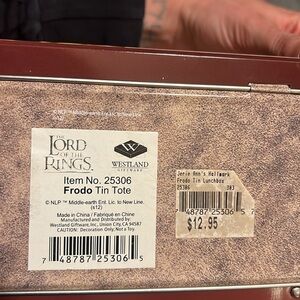 THE
LORD
OF THE
RINGS
WESTLAND
GIFTWARE
Item No. 25306
Frodo Tin Tote
© NLP ™ Middle-earth Ent. Lic. to New Line.
(s12)
Made in China / Fabriqué en Chine
Manufactured and Distributed by:
Westland Giftware, Inc., Union City, CA 94587
CAUTION: Decoration Only, Not a Toy.
7 48787 25306 5
Jerie Ann's Hallmark
Frodo Tin Lunchbox
25306
7 48787 25306 5
$12.95